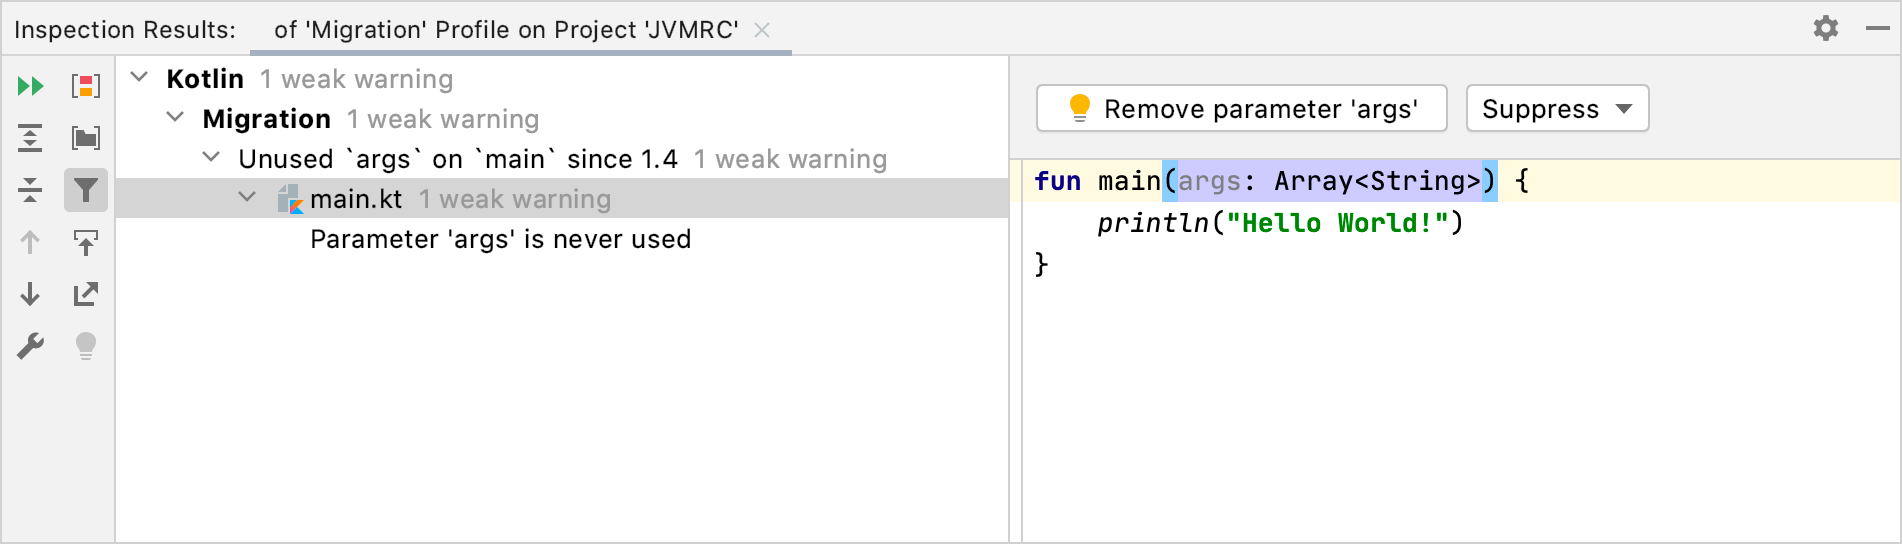 Inspection Results: of 'Migration' Profile on Project 'JVMRC'
Kotlin 1 weak warning
Migration 1 weak warning
Unused `args` on `main` since 1.4 1 weak warning
main.kt 1 weak warning
Parameter 'args' is never used
Remove parameter 'args' Suppress
fun main(args: Array<String>) {
    println("Hello World!")
}